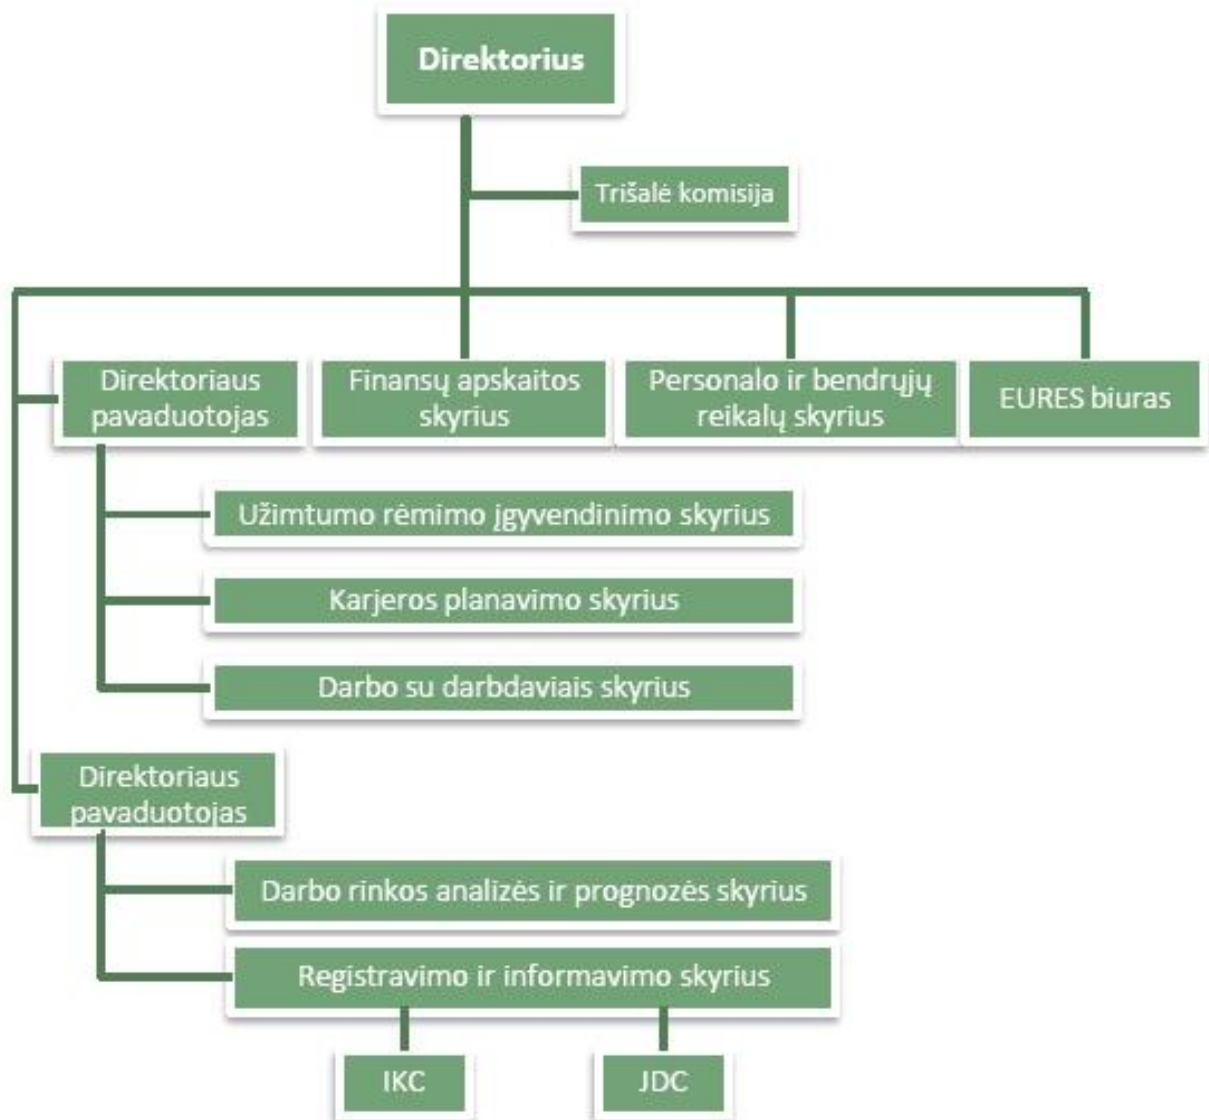 Direktorius
Trišalė komisija
Direktoriaus
pavaduotojas
Finansų apskaitos
skyrius
Personalo ir bendrųjų
reikalų skyrius
EURES biuras
Užimtumo rėmimo įgyvendinimo skyrius
Karjeros planavimo skyrius
Darbo su darbdaviais skyrius
Direktoriaus
pavaduotojas
Darbo rinkos analizės ir prognozės skyrius
Registravimo ir informavimo skyrius
IKC
JDC